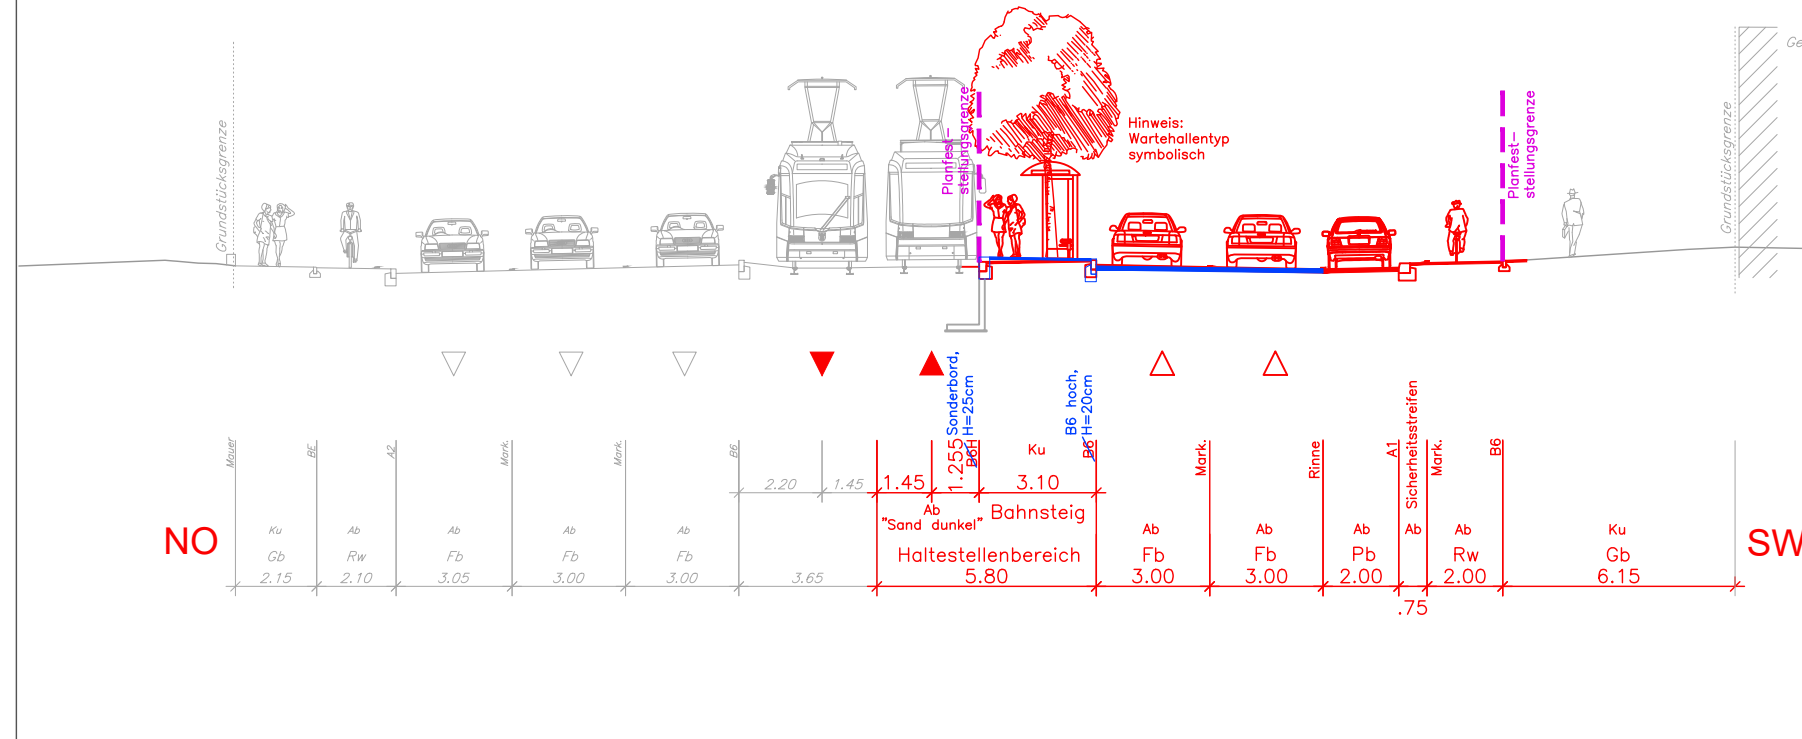 Ge
Grundstücksgrenze
Planfest-
stellungsgrenze
Hinweis:
Wartehallentyp
symbolisch
Planfest-
stellungsgrenze
Grundstücksgrenze
Sonderbord,
H=25cm
B6 hoch,
H=20cm
Mauer
BE
A2
Mark.
Mark.
B6
1.255
B6H
Ku
B6
Mark.
Rinne
A1
Sicherheitsstreifen
Mark.
B6
2.20
1.45
1.45
3.10
Ab
"Sand dunkel"
Bahnsteig
NO
SW
Ku
Ab
Ab
Ab
Ab
Ab
Ab
Ab
Ab
Ab
Ku
Gb
Rw
Fb
Fb
Fb
Haltestellenbereich
Fb
Fb
Pb
Rw
Gb
2.15
2.10
3.05
3.00
3.00
3.65
5.80
3.00
3.00
2.00
2.00
6.15
.75